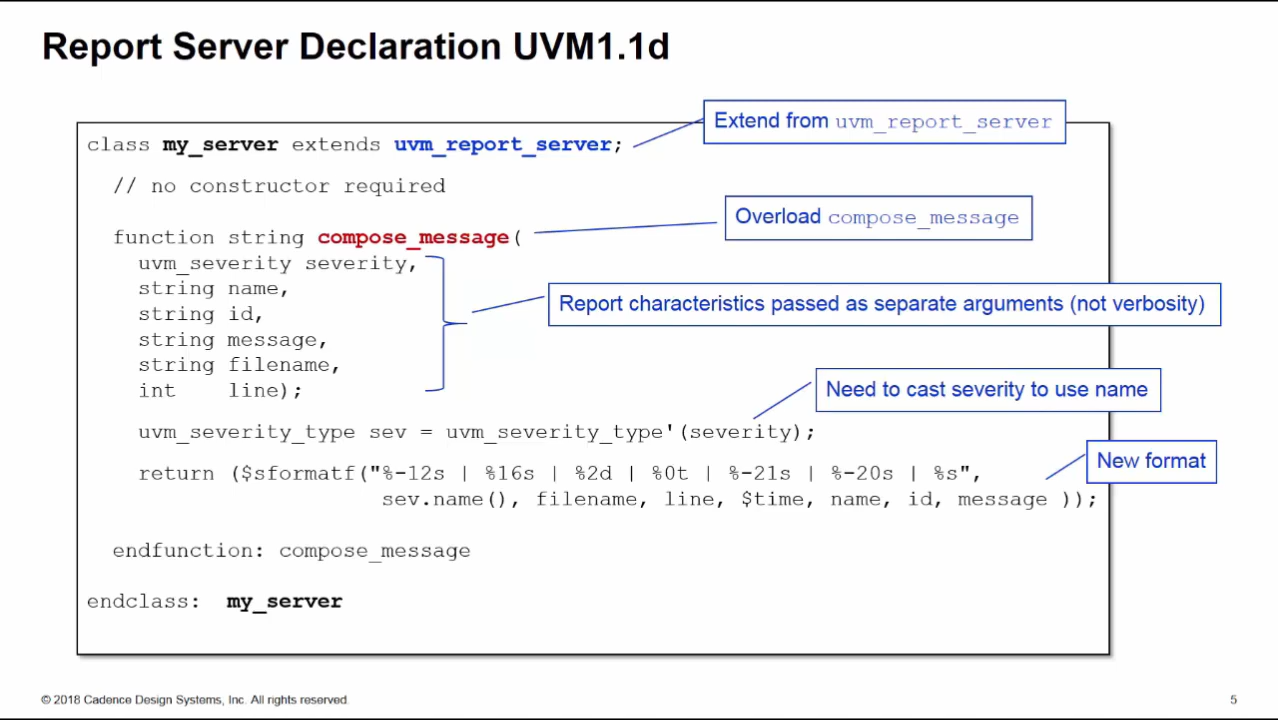 Report Server Declaration UVM1.1d
Extend from uvm_report_server
class my_server extends uvm_report_server;
// no constructor required
Overload compose_message
function string compose_message(
uvm_severity severity,
string name,
Report characteristics passed as separate arguments (not verbosity)
string id,
string message,
string filename,
int line);
Need to cast severity to use name
uvm_severity_type sev = uvm_severity_type'(severity);
New format
return ($sformatf("%-12s | %16s | %2d | %0t | %-21s | %-20s | %s",
sev.name(), filename, line, $time, name, id, message ));
endfunction: compose_message
endclass: my_server
© 2018 Cadence Design Systems, Inc. All rights reserved.
5